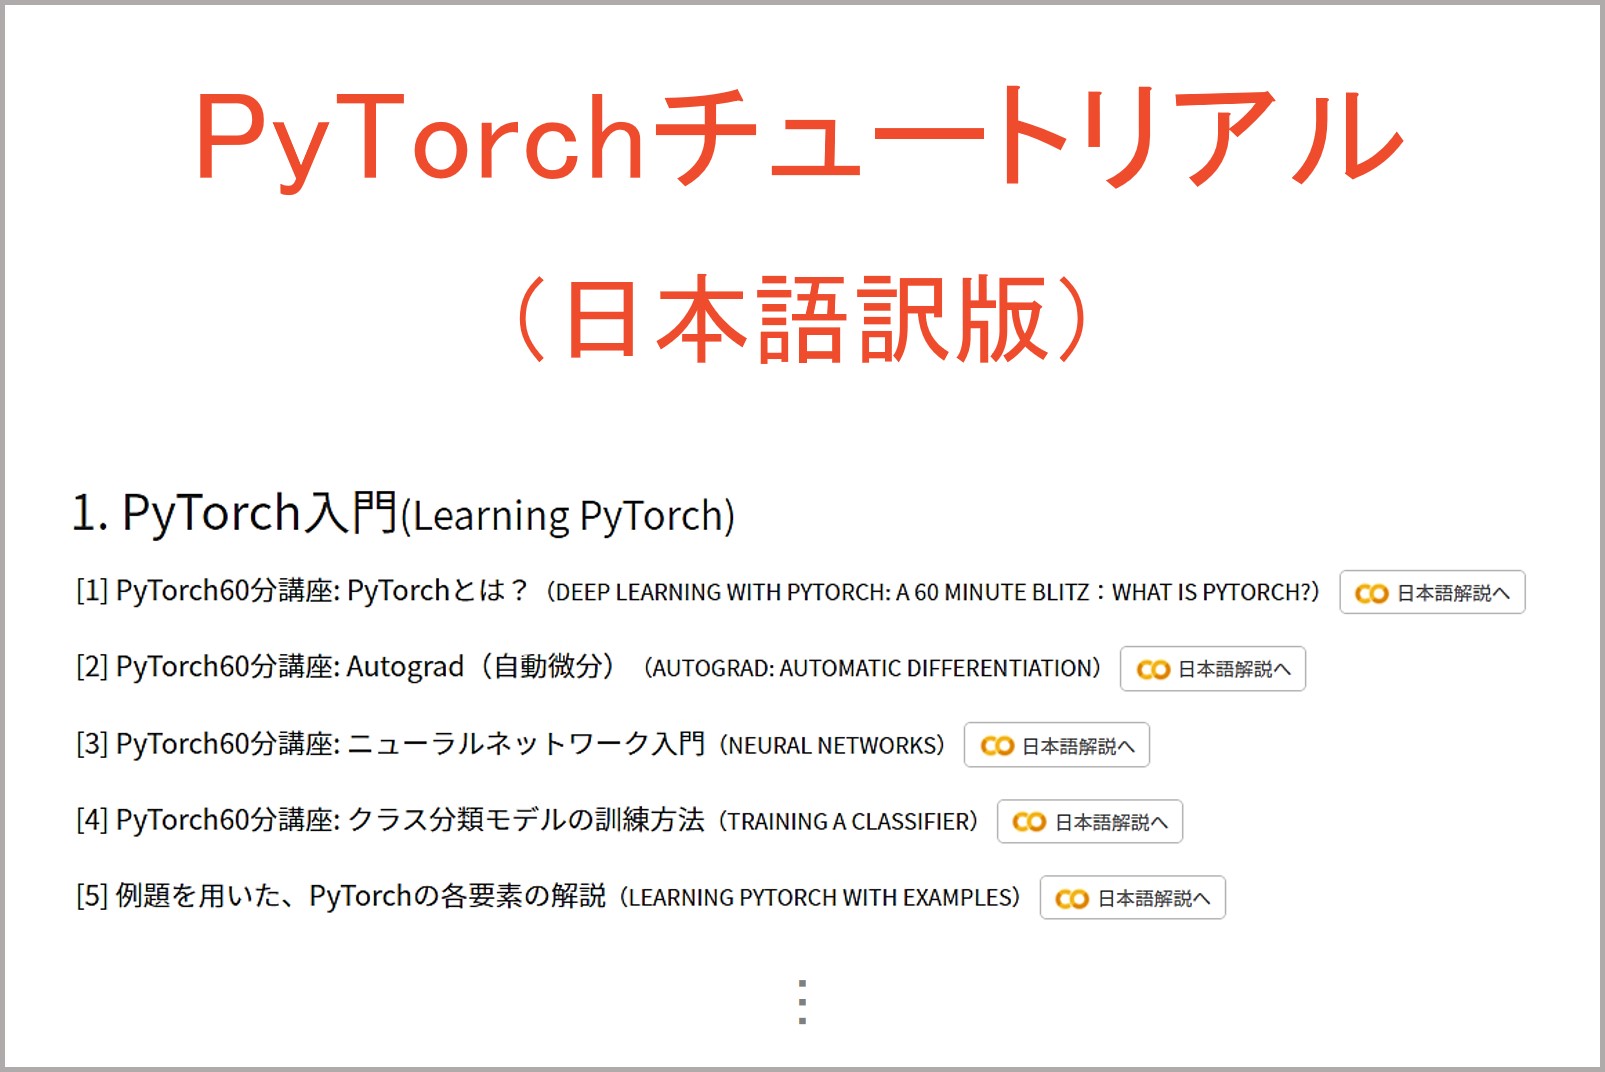 PyTorchチュートリアル
（日本語訳版）
1. PyTorch入門(Learning PyTorch)
[1] PyTorch60分講座: PyTorchとは？（DEEP LEARNING WITH PYTORCH: A 60 MINUTE BLITZ：WHAT IS PYTORCH?） CO 日本語解説へ
[2] PyTorch60分講座: Autograd（自動微分）（AUTOGRAD: AUTOMATIC DIFFERENTIATION） CO 日本語解説へ
[3] PyTorch60分講座: ニューラルネットワーク入門（NEURAL NETWORKS） CO 日本語解説へ
[4] PyTorch60分講座: クラス分類モデルの訓練方法（TRAINING A CLASSIFIER） CO 日本語解説へ
[5] 例題を用いた、PyTorchの各要素の解説（LEARNING PYTORCH WITH EXAMPLES） CO 日本語解説へ